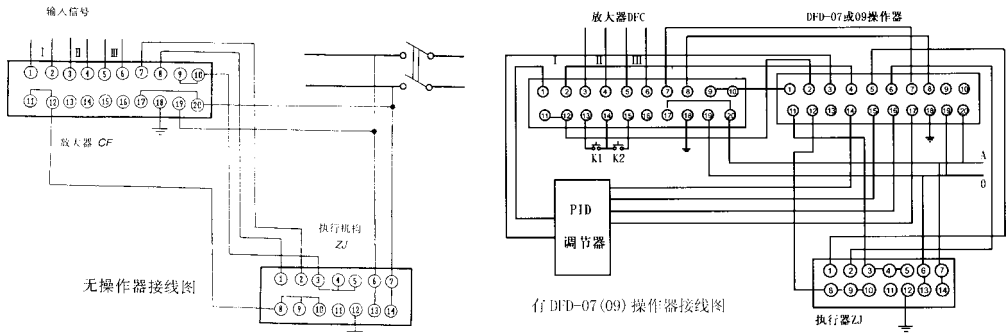 输入信号
I II III
1 2 3 4 5 6 7 8 9 10
11 12 13 14 15 16 17 18 19 20
放大器 CF
执行机构
ZJ
1 2 3 4 5 6 7
8 9 10 11 12 13 14
无操作器接线图
放大器DFC
DFD-07或09操作器
I II III
1 2 3 4 5 6 7 8 9 10
11 12 13 14 15 16 17 18 19 20
1 2 3 4 5 6 7 8 9 10
11 12 13 14 15 16 17 18 19 20
K1 K2
A
0
PID
调节器
1 2 3 4 5 6 7
8 9 10 11 12 13 14
有DFD-07(09)操作器接线图
执行器ZJ